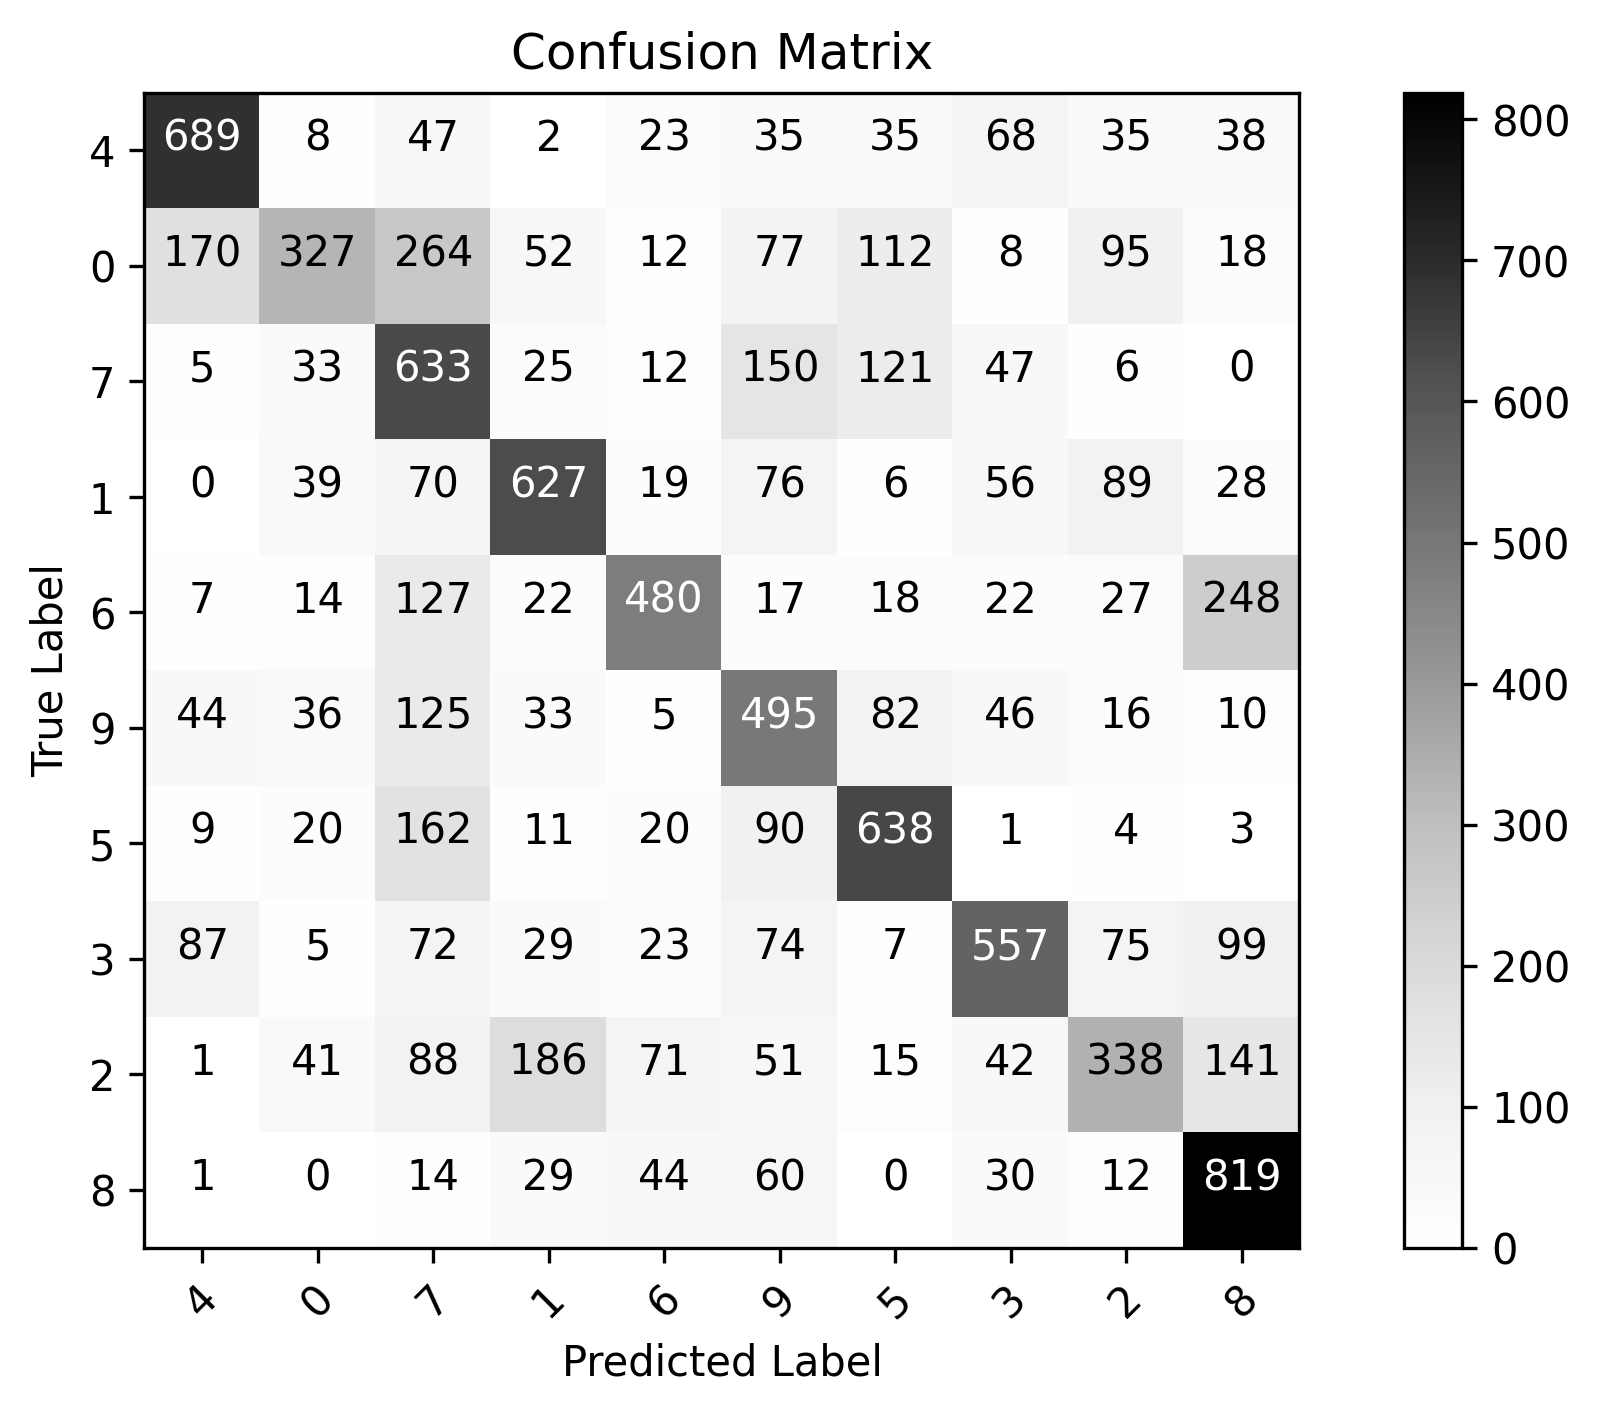 Confusion Matrix
4 689 8 47 2 23 35 35 68 35 38
0 170 327 264 52 12 77 112 8 95 18
7 5 33 633 25 12 150 121 47 6 0
1 0 39 70 627 19 76 6 56 89 28
6 7 14 127 22 480 17 18 22 27 248
9 44 36 125 33 5 495 82 46 16 10
5 9 20 162 11 20 90 638 1 4 3
3 87 5 72 29 23 74 7 557 75 99
2 1 41 88 186 71 51 15 42 338 141
8 1 0 14 29 44 60 0 30 12 819
4 0 7 1 6 9 5 3 2 8
True Label
Predicted Label
800
700
600
500
400
300
200
100
0